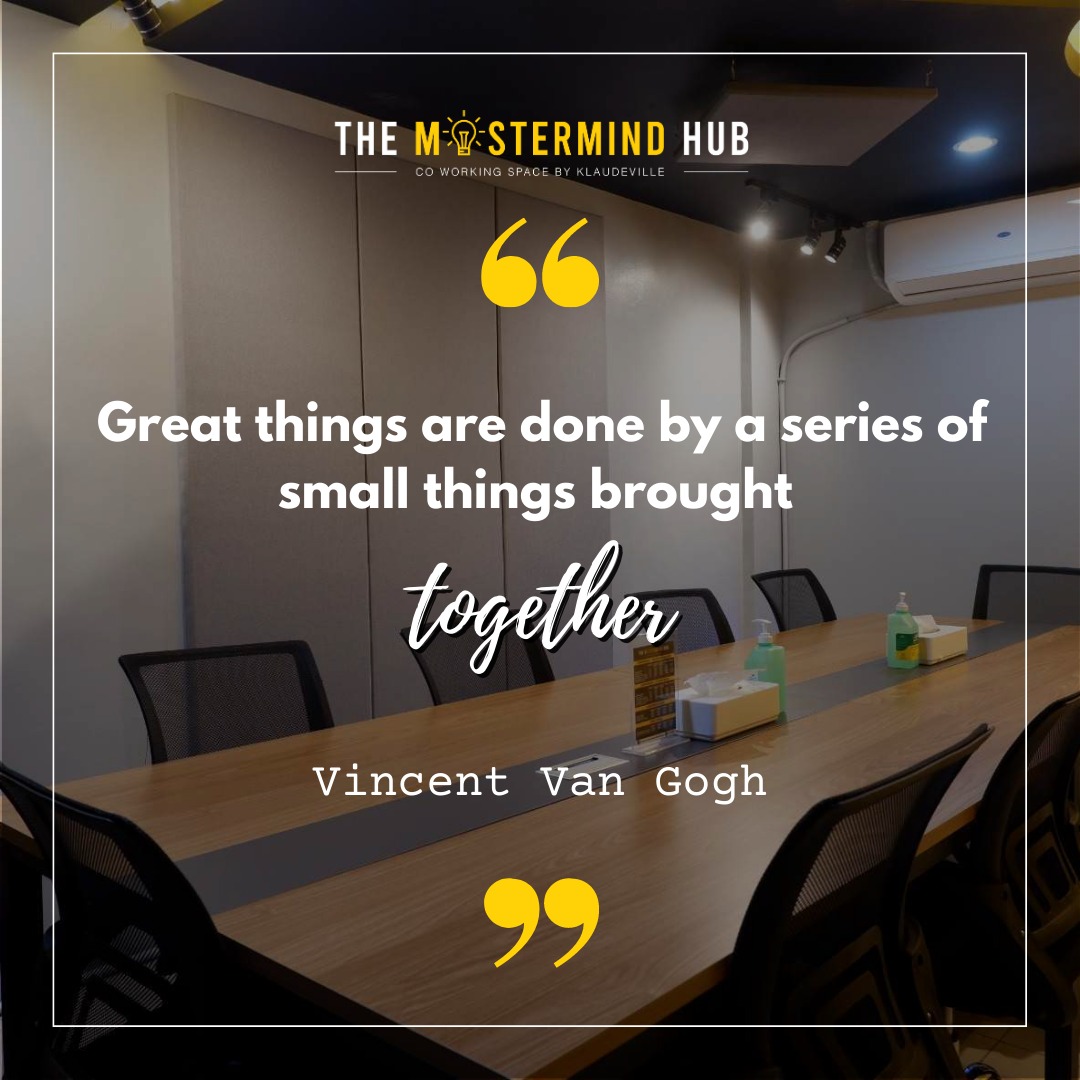 THE MASTERMIND HUB
CO WORKING SPACE BY KLAUDEVILLE
“
Great things are done by a series of
small things brought
together
Vincent Van Gogh
”